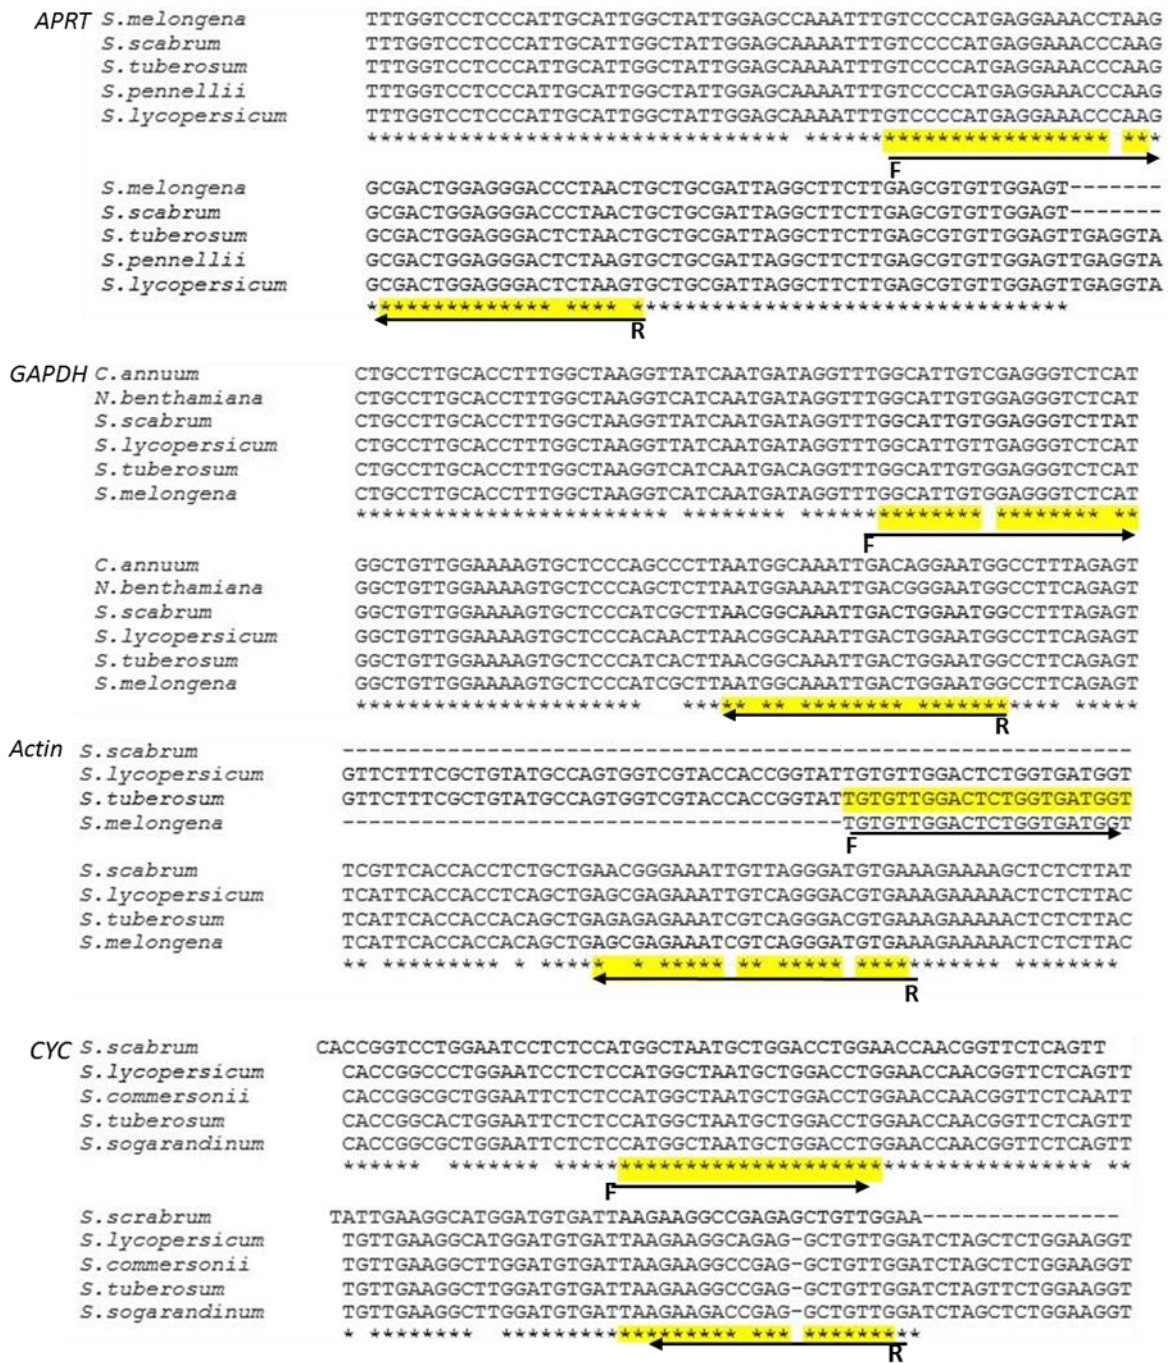 APRT S.melongena TTTGGTCCTCCCATTGCATTGGCTATTGGAGCCAAATTTGTCCCCATGAGGAAACCTAAG
S.scabrum TTTGGTCCTCCCATTGCATTGGCTATTGGAGCAAAATTTGTCCCCATGAGGAAACCCAAG
S.tuberosum TTTGGTCCTCCCATTGCATTGGCTATTGGAGCAAAATTTGTCCCCATGAGGAAACCCAAG
S.pennellii TTTGGTCCTCCCATTGCATTGGCTATTGGAGCAAAATTTGTCCCCATGAGGAAACCCAAG
S.lycopersicum TTTGGTCCTCCCATTGCATTGGCTATTGGAGCAAAATTTGTCCCCATGAGGAAACCCAAG
******************************** *********************** ***
F
S.melongena GCGACTGGAGGGACCCTAACTGCTGCGATTAGGCTTCTTGAGCGTGTTGGAGT-------
S.scabrum GCGACTGGAGGGACCCTAACTGCTGCGATTAGGCTTCTTGAGCGTGTTGGAGT-------
S.tuberosum GCGACTGGAGGGACTCTAACTGCTGCGATTAGGCTTCTTGAGCGTGTTGGAGTTGAGGTA
S.pennellii GCGACTGGAGGGACTCTAAGTGCTGCGATTAGGCTTCTTGAGCGTGTTGGAGTTGAGGTA
S.lycopersicum GCGACTGGAGGGACTCTAAGTGCTGCGATTAGGCTTCTTGAGCGTGTTGGAGTTGAGGTA
************** **** *********************************
R
GAPDH C.annuum CTGCCTTGCACCTTTGGCTAAGGTTATCAATGATAGGTTTGGCATTGTCGAGGGTCTCAT
N.benthamiana CTGCCTTGCACCTTTGGCTAAGGTCATCAATGATAGGTTTGGCATTGTGGAGGGTCTCAT
S.scabrum CTGCCTTGCACCTTTGGCTAAGGTTATCAATGATAGGTTTGGCATTGTGGAGGGTCTTAT
S.lycopersicum CTGCCTTGCACCTTTGGCTAAGGTTATCAATGATAGGTTTGGCATTGTTGAGGGTCTCAT
S.tuberosum CTGCCTTGCACCTTTGGCTAAGGTCATCAATGACAGGTTTGGCATTGTGGAGGGTCTCAT
S.melongena CTGCCTTGCACCTTTGGCTAAGGTCATCAATGATAGGTTTGGCATTGTGGAGGGTCTCAT
************************ ******** ************** ******** **
F
C.annuum GGCTGTTGGAAAAGTGCTCCCAGCCCTTAATGGCAAATTGACAGGAATGGCCTTTAGAGT
N.benthamiana GGCTGTTGGAAAAGTGCTCCCAGCTCTTAATGGAAAATTGACGGGAATGGCCTTCAGAGT
S.scabrum GGCTGTTGGAAAAGTGCTCCCATCGCTTAACGGCAAATTGACTGGAATGGCCTTTAGAGT
S.lycopersicum GGCTGTTGGAAAAGTGCTCCCACAACTTAACGGCAAATTGACTGGAATGGCCTTCAGAGT
S.tuberosum GGCTGTTGGAAAAGTGCTCCCATCACTTAACGGCAAATTGACTGGAATGGCCTTCAGAGT
S.melongena GGCTGTTGGAAAAGTGCTCCCATCGCTTAATGGCAAATTGACTGGAATGGCCTTCAGAGT
********************** ***** ** ******** *********** *****
R
Actin S.scabrum ------------------------------------------------------------
S.lycopersicum GTTCTTTCGCTGTATGCCAGTGGTCGTACCACCGGTATTGTGTTGGACTCTGGTGATGGT
S.tuberosum GTTCTTTCGCTGTATGCCAGTGGTCGTACCACCGGTATTGTGTTGGACTCTGGTGATGGT
S.melongena --------------------------------------TGTGTTGGACTCTGGTGATGGT
F
S.scabrum TCGTTCACCACCTCTGCTGAACGGGAAATTGTTAGGGATGTGAAAGAAAAGCTCTCTTAT
S.lycopersicum TCATTCACCACCTCAGCTGAGCGAGAAATTGTCAGGGACGTGAAAGAAAAACTCTCTTAC
S.tuberosum TCATTCACCACCACAGCTGAGAGAGAAATCGTCAGGGACGTGAAAGAAAAACTCTCTTAC
S.melongena TCATTCACCACCACAGCTGAGCGAGAAATCGTCAGGGATGTGAAAGAAAAACTCTCTTAC
** ********* * ***** * ***** ** ***** *********** ********
R
CYC S.scabrum CACCGGTCCTGGAATCCTCTCCATGGCTAATGCTGGACCTGGAACCAACGGTTCTCAGTT
S.lycopersicum CACCGGCCCTGGAATCCTCTCCATGGCTAATGCTGGACCTGGAACCAACGGTTCTCAGTT
S.commersonii CACCGGCGCTGGAATTCTCTCCATGGCTAATGCTGGACCTGGAACCAACGGTTCTCAATT
S.tuberosum CACCGGCACTGGAATTCTCTCCATGGCTAATGCTGGACCTGGAACCAACGGTTCTCAGTT
S.sogarandinum CACCGGCGCTGGAATTCTCTCCATGGCTAATGCTGGACCTGGAACCAACGGTTCTCAGTT
****** ******* ***************************************** **
F
S.scrabrum TATTGAAGGCATGGATGTGATTAAGAAGGCCGAGAGCTGTTGGAA---------------
S.lycopersicum TGTTGAAGGCATGGATGTGATTAAGAAGGCAGAG-GCTGTTGGATCTAGCTCTGGAAGGT
S.commersonii TGTTGAAGGCTTGGATGTGATTAAGAAGGCCGAG-GCTGTTGGATCTAGCTCTGGAAGGT
S.tuberosum TGTTGAAGGCTTGGATGTGATTAAGAAGGCCGAG-GCTGTTGGATCTAGTTCTGGAAGGT
S.sogarandinum TGTTGAAGGCTTGGATGTGATTAAGAAGACCGAG-GCTGTTGGATCTAGCTCTGGAAGGT
* ******** ****************** *** *********
R